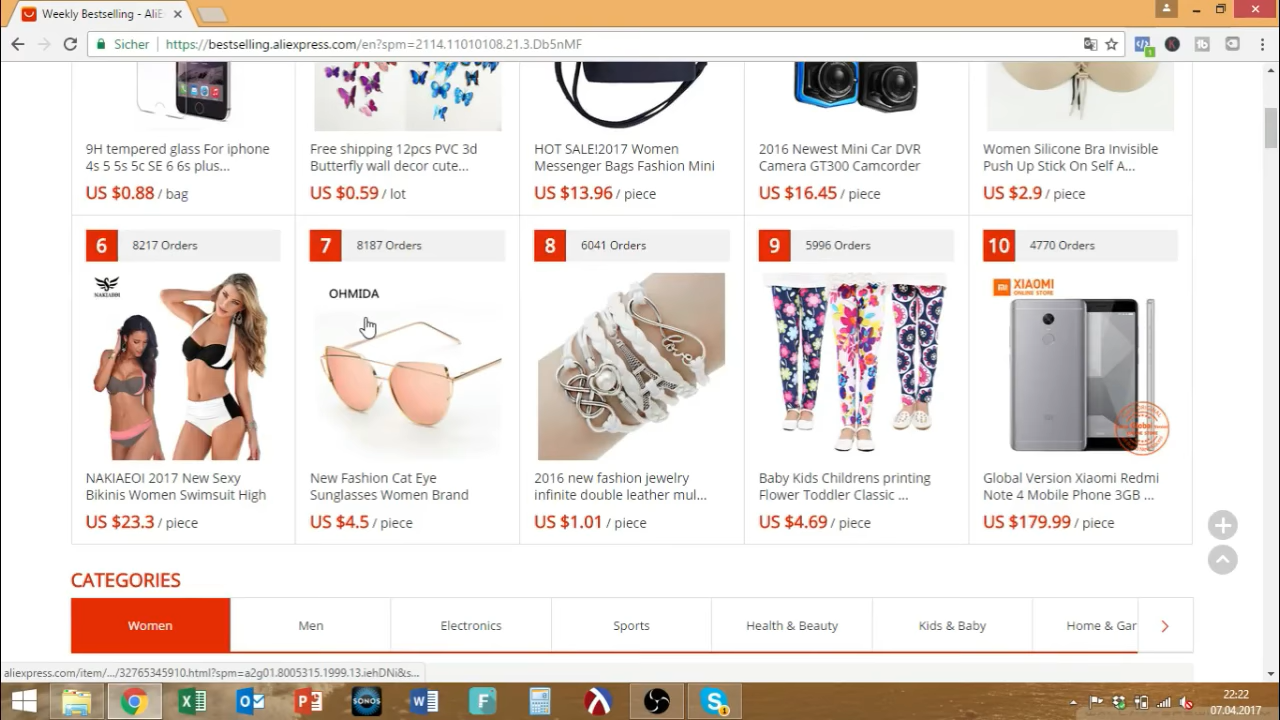 Weekly Bestselling - AliE
Sicher
https://bestselling.aliexpress.com/en?spm=2114.11010108.21.3.Db5nMF
9H tempered glass For iphone
4s 5 5s 5c SE 6 6s plus...
US $0.88 / bag
Free shipping 12pcs PVC 3d
Butterfly wall decor cute...
US $0.59 / lot
HOT SALE!2017 Women
Messenger Bags Fashion Mini
US $13.96 / piece
2016 Newest Mini Car DVR
Camera GT300 Camcorder
US $16.45 / piece
Women Silicone Bra Invisible
Push Up Stick On Self A...
US $2.9 / piece
6 8217 Orders
NAKIAEOI
NAKIAEOI 2017 New Sexy
Bikinis Women Swimsuit High
US $23.3 / piece
7 8187 Orders
OHMIDA
New Fashion Cat Eye
Sunglasses Women Brand
US $4.5 / piece
8 6041 Orders
love
2016 new fashion jewelry
infinite double leather mul...
US $1.01 / piece
9 5996 Orders
Baby Kids Childrens printing
Flower Toddler Classic ...
US $4.69 / piece
10 4770 Orders
XIAOMI
ONLINE STORE
Global Version Xiaomi Redmi
Note 4 Mobile Phone 3GB ...
US $179.99 / piece
CATEGORIES
Women
Men
Electronics
Sports
Health & Beauty
Kids & Baby
Home & Gar
aliexpress.com/item/.../32765345910.html?spm=a2g01.8005315.1999.13.iehDNi&s...
SONOS
22:22
07.04.2017